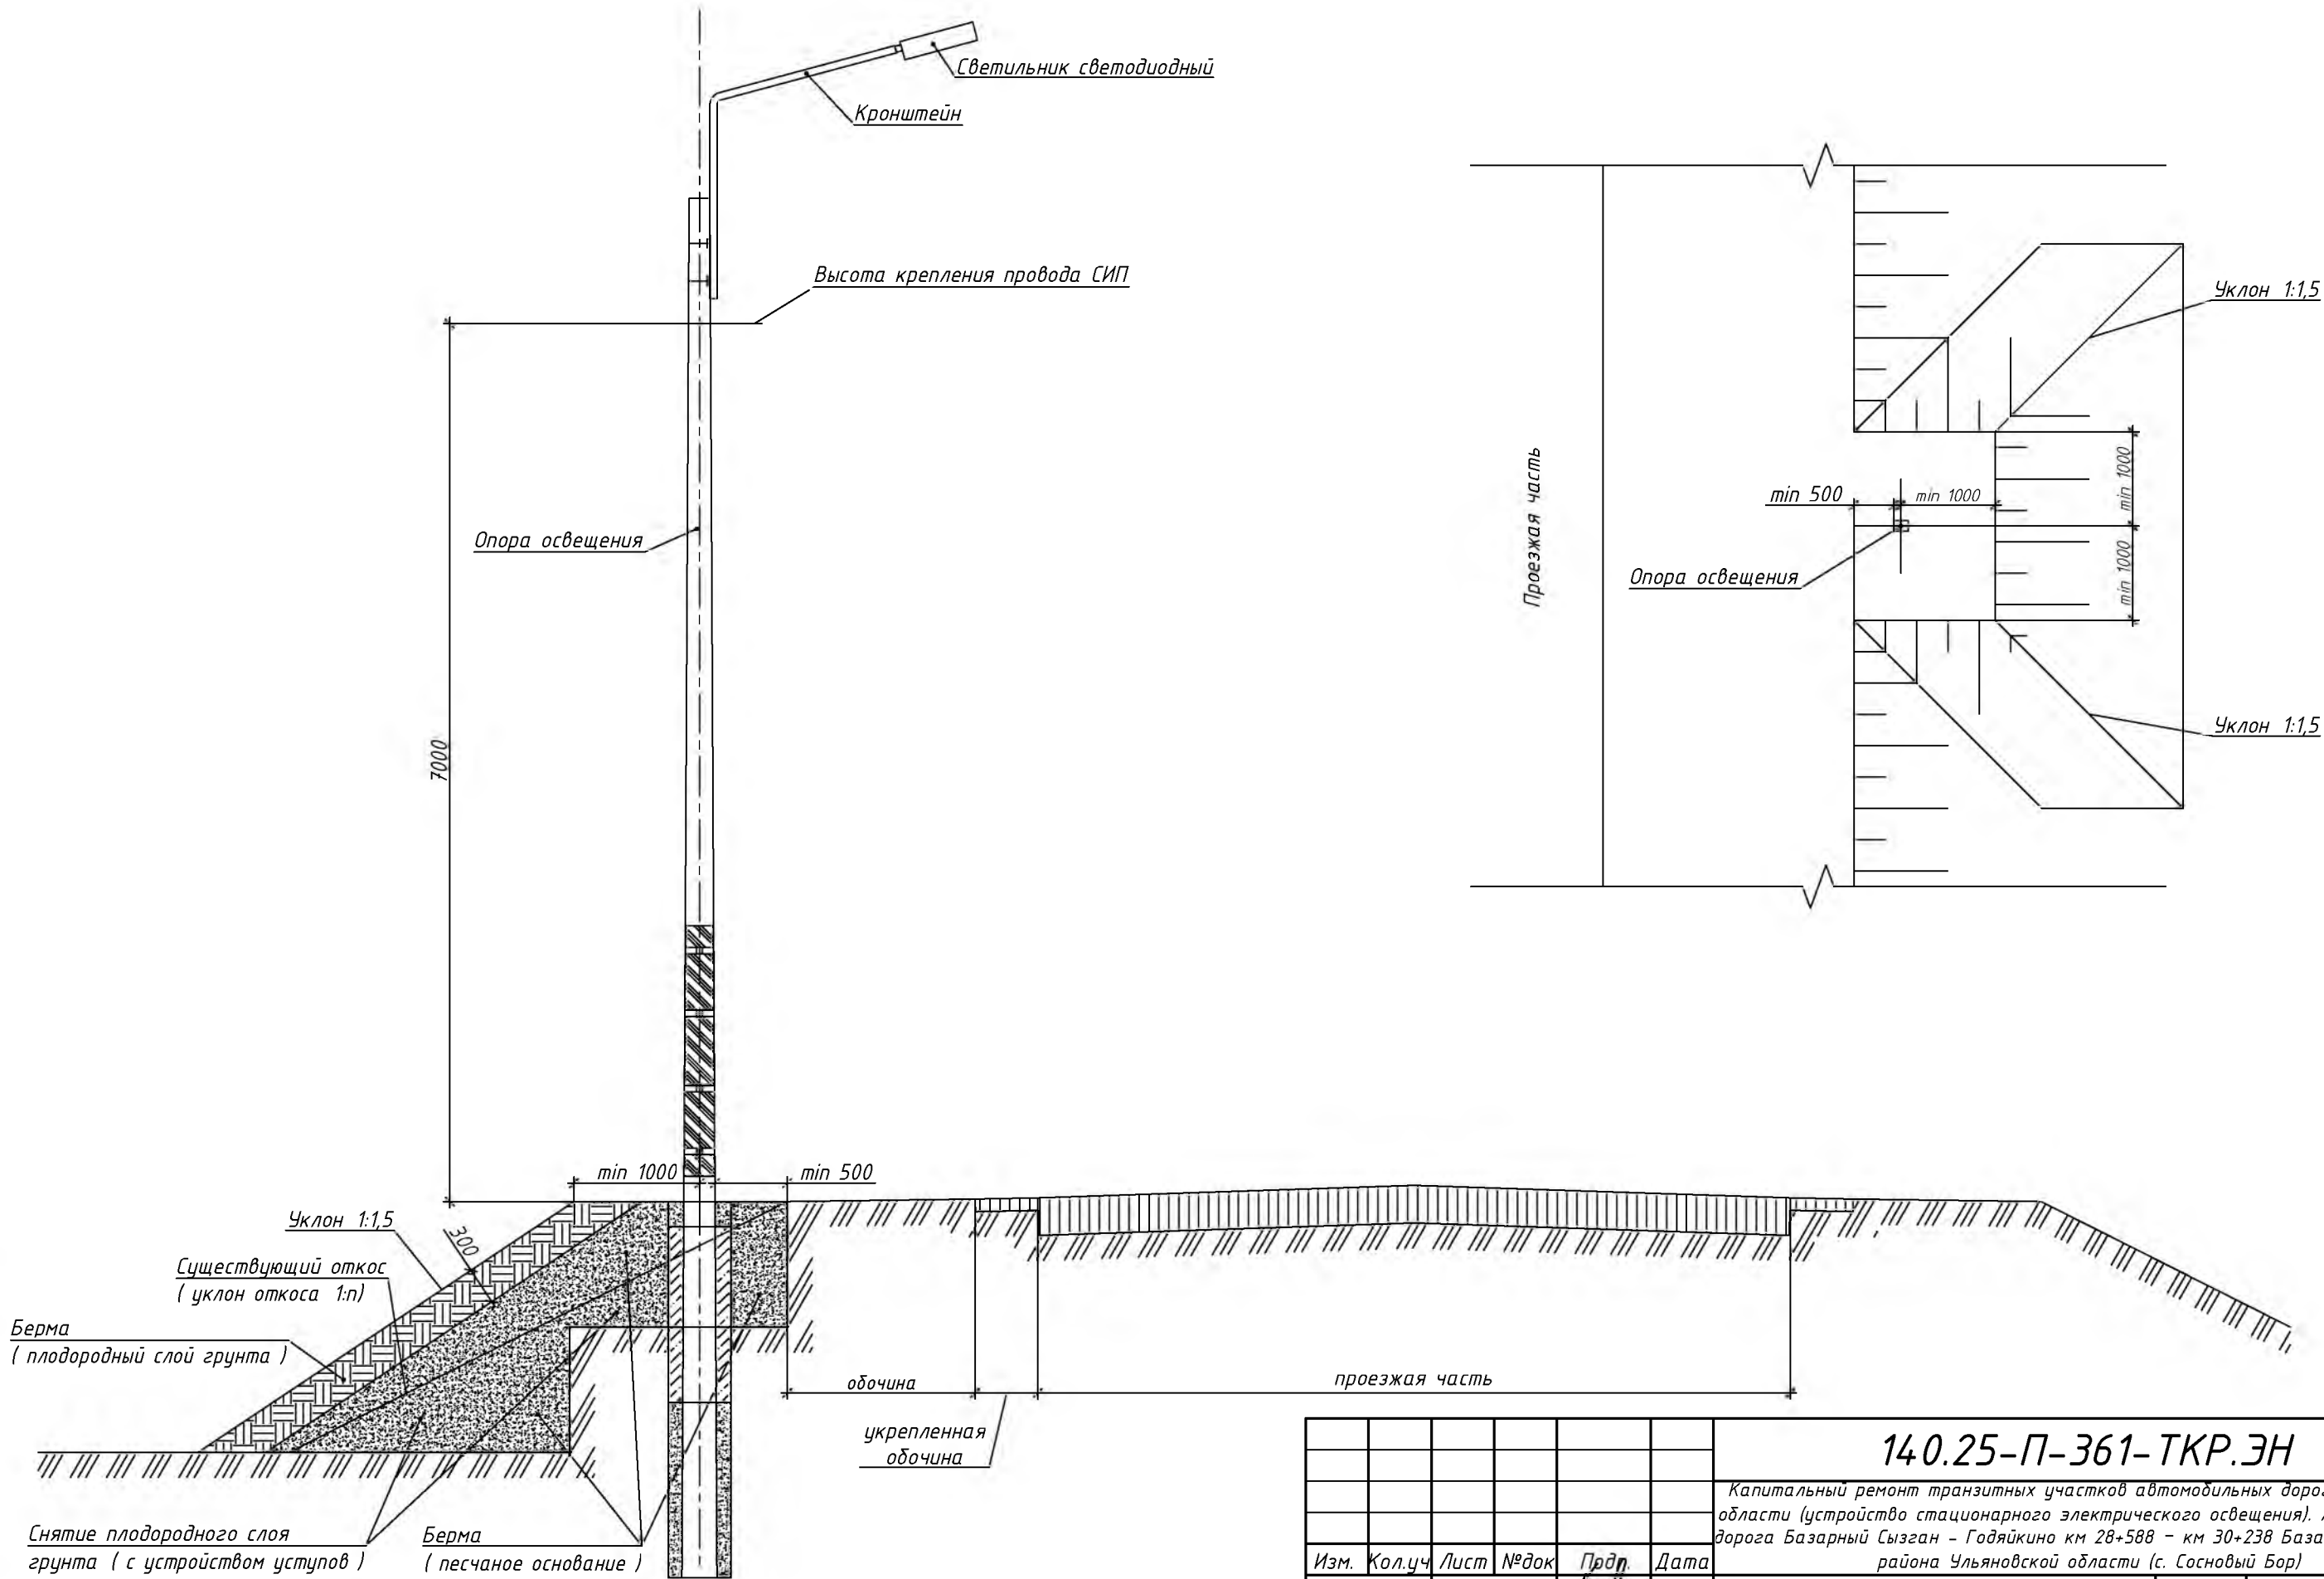 Светильник светодиодный
Кронштейн
Высота крепления провода СИП
Опора освещения
7000
min 1000
min 500
Уклон 1:1,5
300
Существующий откос
( уклон откоса 1:n)
Берма
( плодородный слой грунта )
Снятие плодородного слоя
грунта ( с устройством уступов )
Берма
( песчаное основание )
обочина
укрепленная
обочина
проезжая часть
Проезжая часть
Уклон 1:1,5
min 500
min 1000
min 1000
min 1000
Опора освещения
Уклон 1:1,5
140.25-П-361-ТКР.ЭН
Капитальный ремонт транзитных участков автомобильных дорог
области (устройство стационарного электрического освещения).
дорога Базарный Сызган - Годяйкино км 28+588 - км 30+238 База
района Ульяновской области (с. Сосновый Бор)
Изм. Кол.уч Лист №док Подп. Дата